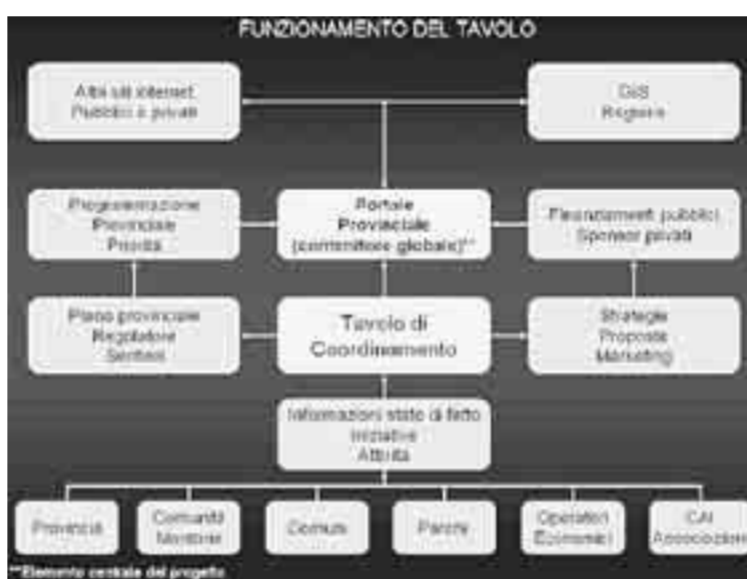 FUNZIONAMENTO DEL TAVOLO
Altri siti internet
Pubblici e privati
GIS
Regione
Programmazione
Provinciale
Priorità
Portale
Provinciale
(contenitore globale)**
Finanziamenti pubblici
Sponsor privati
Piano provinciale
Regolatore
Sentieri
Tavolo di
Coordinamento
Strategie
Proposte
Marketing
Informazioni stato di fatto
Iniziative
Attività
Provincia
Comunità
Montane
Comuni
Parchi
Operatori
Economici
CAI
Associazioni
**Elemento centrale del progetto